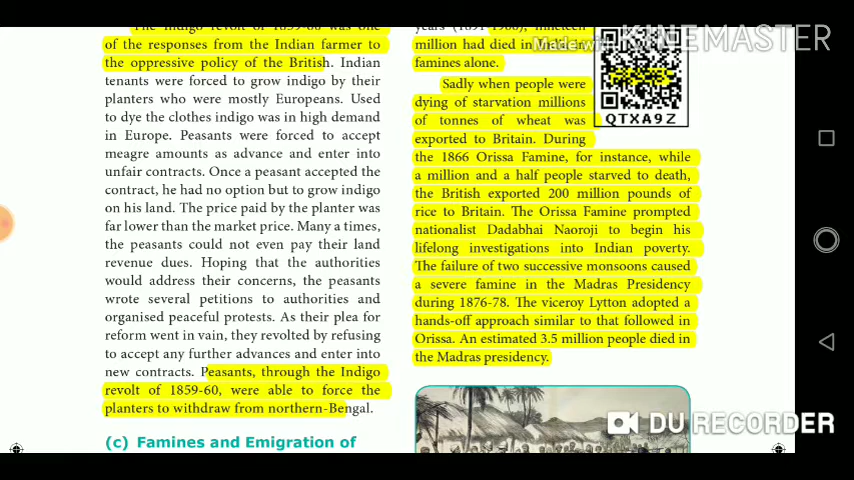 The Indigo revolt of 1859-60 was one
of the responses from the Indian farmer to
the oppressive policy of the British. Indian
tenants were forced to grow indigo by their
planters who were mostly Europeans. Used
to dye the clothes indigo was in high demand
in Europe. Peasants were forced to accept
meagre amounts as advance and enter into
unfair contracts. Once a peasant accepted the
contract, he had no option but to grow indigo
on his land. The price paid by the planter was
far lower than the market price. Many a times,
the peasants could not even pay their land
revenue dues. Hoping that the authorities
would address their concerns, the peasants
wrote several petitions to authorities and
organised peaceful protests. As their plea for
reform went in vain, they revolted by refusing
to accept any further advances and enter into
new contracts. Peasants, through the Indigo
revolt of 1859-60, were able to force the
planters to withdraw from northern-Bengal.
(c) Famines and Emigration of
years
million had died in Indian
famines alone.
Sadly when people were
dying of starvation millions
of tonnes of wheat was
exported to Britain. During
the 1866 Orissa Famine, for instance, while
a million and a half people starved to death,
the British exported 200 million pounds of
rice to Britain. The Orissa Famine prompted
nationalist Dadabhai Naoroji to begin his
lifelong investigations into Indian poverty.
The failure of two successive monsoons caused
a severe famine in the Madras Presidency
during 1876-78. The viceroy Lytton adopted a
hands-off approach similar to that followed in
Orissa. An estimated 3.5 million people died in
the Madras presidency.
QTXA9Z
Made with KINEMASTER
DU RECORDER